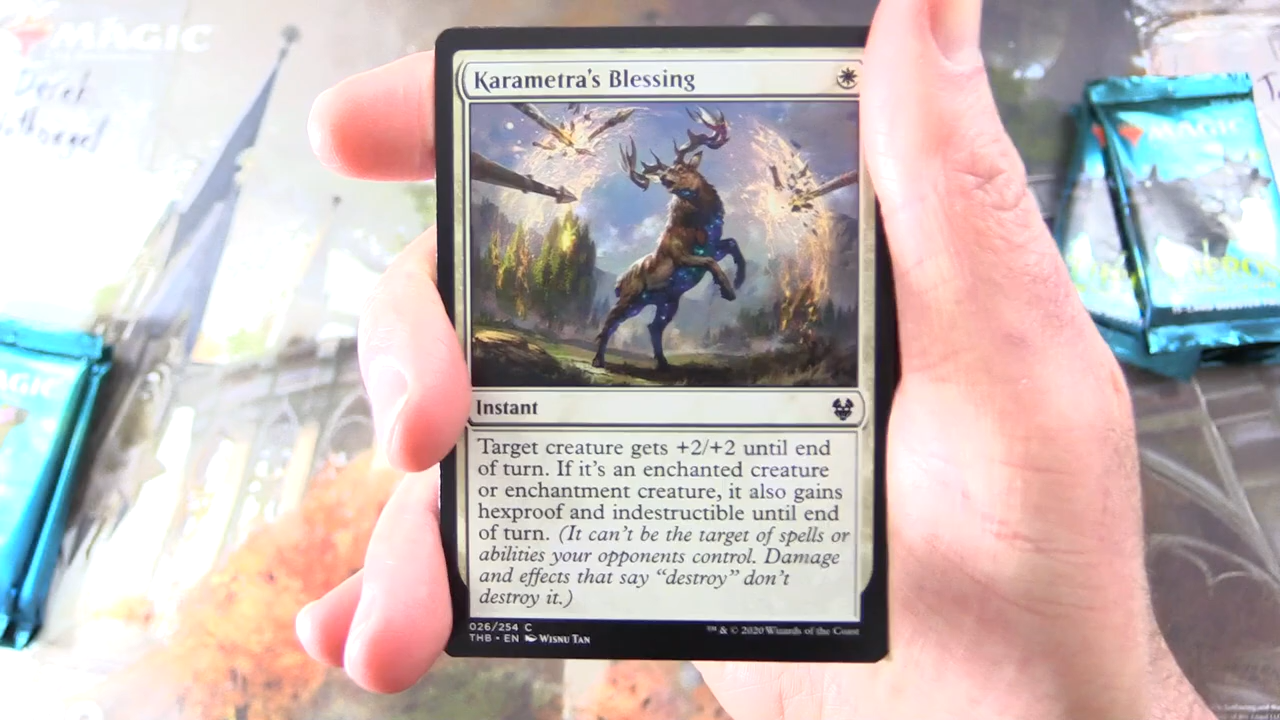 MAGIC
Derek
Karametra's Blessing
MAGIC
AGIC
Instant
Target creature gets +2/+2 until end
of turn. If it's an enchanted creature
or enchantment creature, it also gains
hexproof and indestructible until end
of turn. (It can't be the target of spells or
abilities your opponents control. Damage
and effects that say "destroy" don't
destroy it.)
026/254 C
THB • EN Wisnu Tan
™ & © 2020 Wizards of the Coast